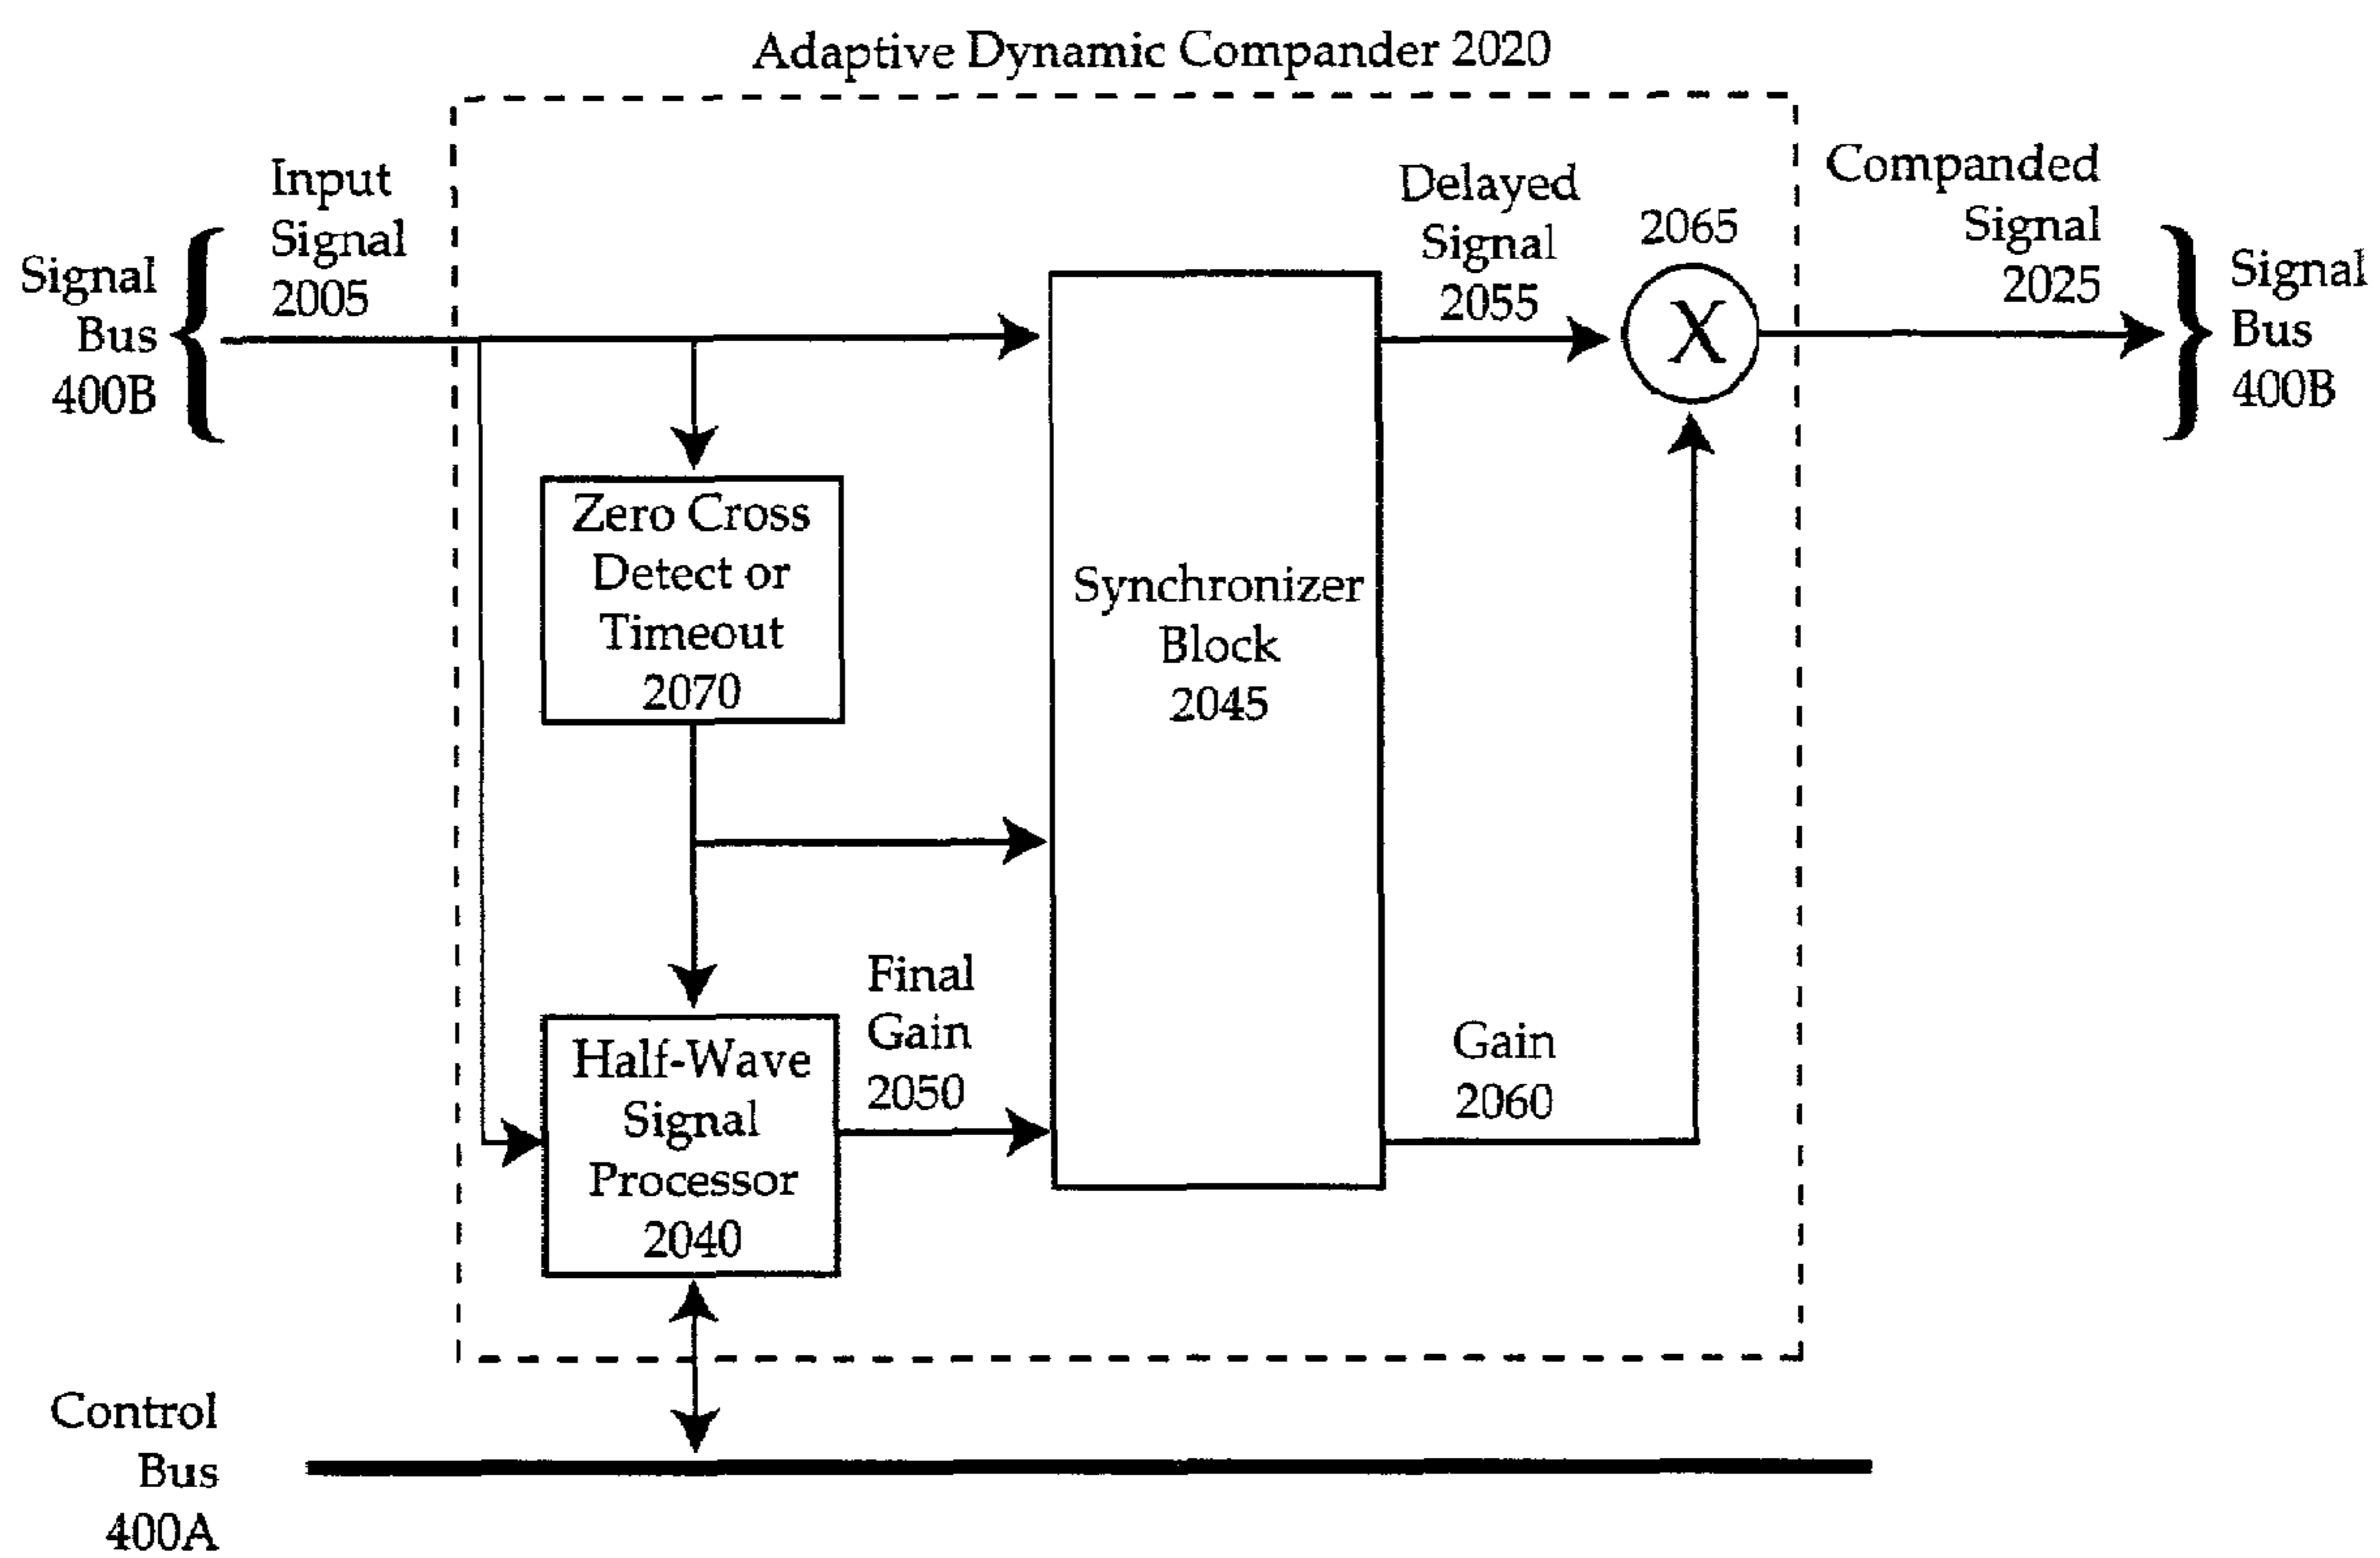 Adaptive Dynamic Compander 2020
Input
Signal
2005
Signal
Bus
400B
Delayed
Signal
2055
2065
X
Companded
Signal
2025
Signal
Bus
400B
Zero Cross
Detect or
Timeout
2070
Synchronizer
Block
2045
Final
Gain
2050
Half-Wave
Signal
Processor
2040
Gain
2060
Control
Bus
400A